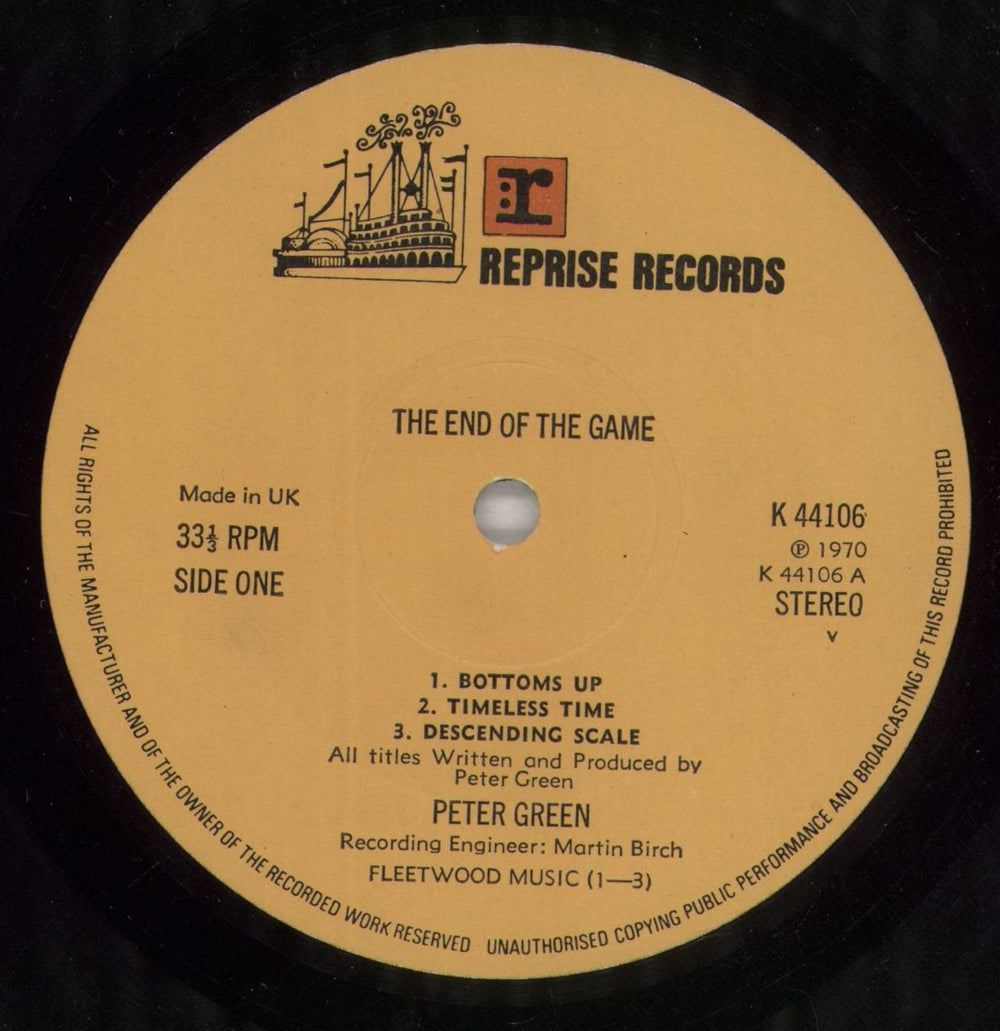 r
REPRISE RECORDS
THE END OF THE GAME
Made in UK
33⅓ RPM
SIDE ONE
K 44106
℗ 1970
K 44106 A
STEREO
v
1. BOTTOMS UP
2. TIMELESS TIME
3. DESCENDING SCALE
All titles Written and Produced by
Peter Green
PETER GREEN
Recording Engineer: Martin Birch
FLEETWOOD MUSIC (1—3)
ALL RIGHTS OF THE MANUFACTURER AND OF THE OWNER OF THE RECORDED WORK RESERVED UNAUTHORISED COPYING PUBLIC PERFORMANCE AND BROADCASTING OF THIS RECORD PROHIBITED